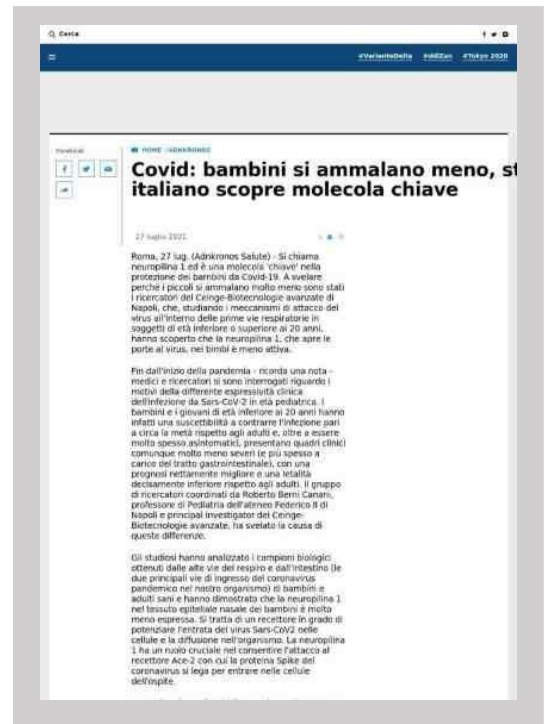 Cerca
#VarianteDelta #ddlZan #Tokyo 2020
Condividi
HOME /ADNKRONOS
Covid: bambini si ammalano meno, st
italiano scopre molecola chiave
27 luglio 2021
Roma, 27 lug. (Adnkronos Salute) - Si chiama
neuropilina 1 ed è una molecola 'chiave' nella
protezione dei bambini da Covid-19. A svelare
perché i piccoli si ammalano molto meno sono stati
i ricercatori del Ceinge-Biotecnologie avanzate di
Napoli, che, studiando i meccanismi di attacco del
virus all'interno delle prime vie respiratorie in
soggetti di età inferiore o superiore ai 20 anni,
hanno scoperto che la neuropilina 1, che apre le
porte al virus, nei bimbi è meno attiva.
Fin dall'inizio della pandemia - ricorda una nota -
medici e ricercatori si sono interrogati riguardo i
motivi della differente espressività clinica
dell'infezione da Sars-CoV-2 in età pediatrica. I
bambini e i giovani di età inferiore ai 20 anni hanno
infatti una suscettibilità a contrarre l'infezione pari
a circa la metà rispetto agli adulti e, oltre a essere
molto spesso asintomatici, presentano quadri clinici
comunque molto meno severi (e più spesso a
carico del tratto gastrointestinale), con una
prognosi nettamente migliore e una letalità
decisamente inferiore rispetto agli adulti. Il gruppo
di ricercatori coordinati da Roberto Berni Canani,
professore di Pediatria dell'ateneo Federico II di
Napoli e principal investigator del Ceinge-
Biotecnologie avanzate, ha svelato la causa di
queste differenze.
Gli studiosi hanno analizzato i campioni biologici
ottenuti dalle alte vie del respiro e dall'intestino (le
due principali vie di ingresso del coronavirus
pandemico nel nostro organismo) di bambini e
adulti sani e hanno dimostrato che la neuropilina 1
nel tessuto epiteliale nasale dei bambini è molto
meno espressa. Si tratta di un recettore in grado di
potenziare l'entrata del virus Sars-CoV2 nelle
cellule e la diffusione nell'organismo. La neuropilina
1 ha un ruolo cruciale nel consentire l'attacco al
recettore Ace-2 con cui la proteina Spike del
coronavirus si lega per entrare nelle cellule
dell'ospite.